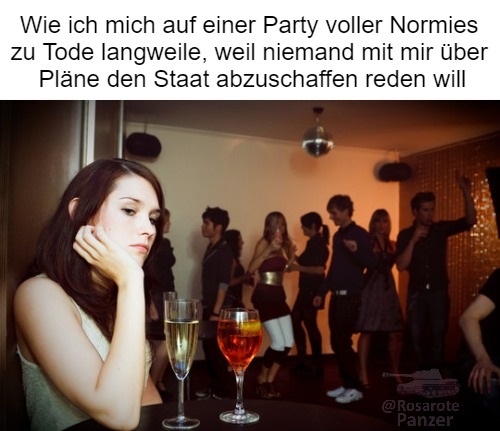 Wie ich mich auf einer Party voller Normies
zu Tode langweile, weil niemand mit mir über
Pläne den Staat abzuschaffen reden will
@Rosarote
Panzer